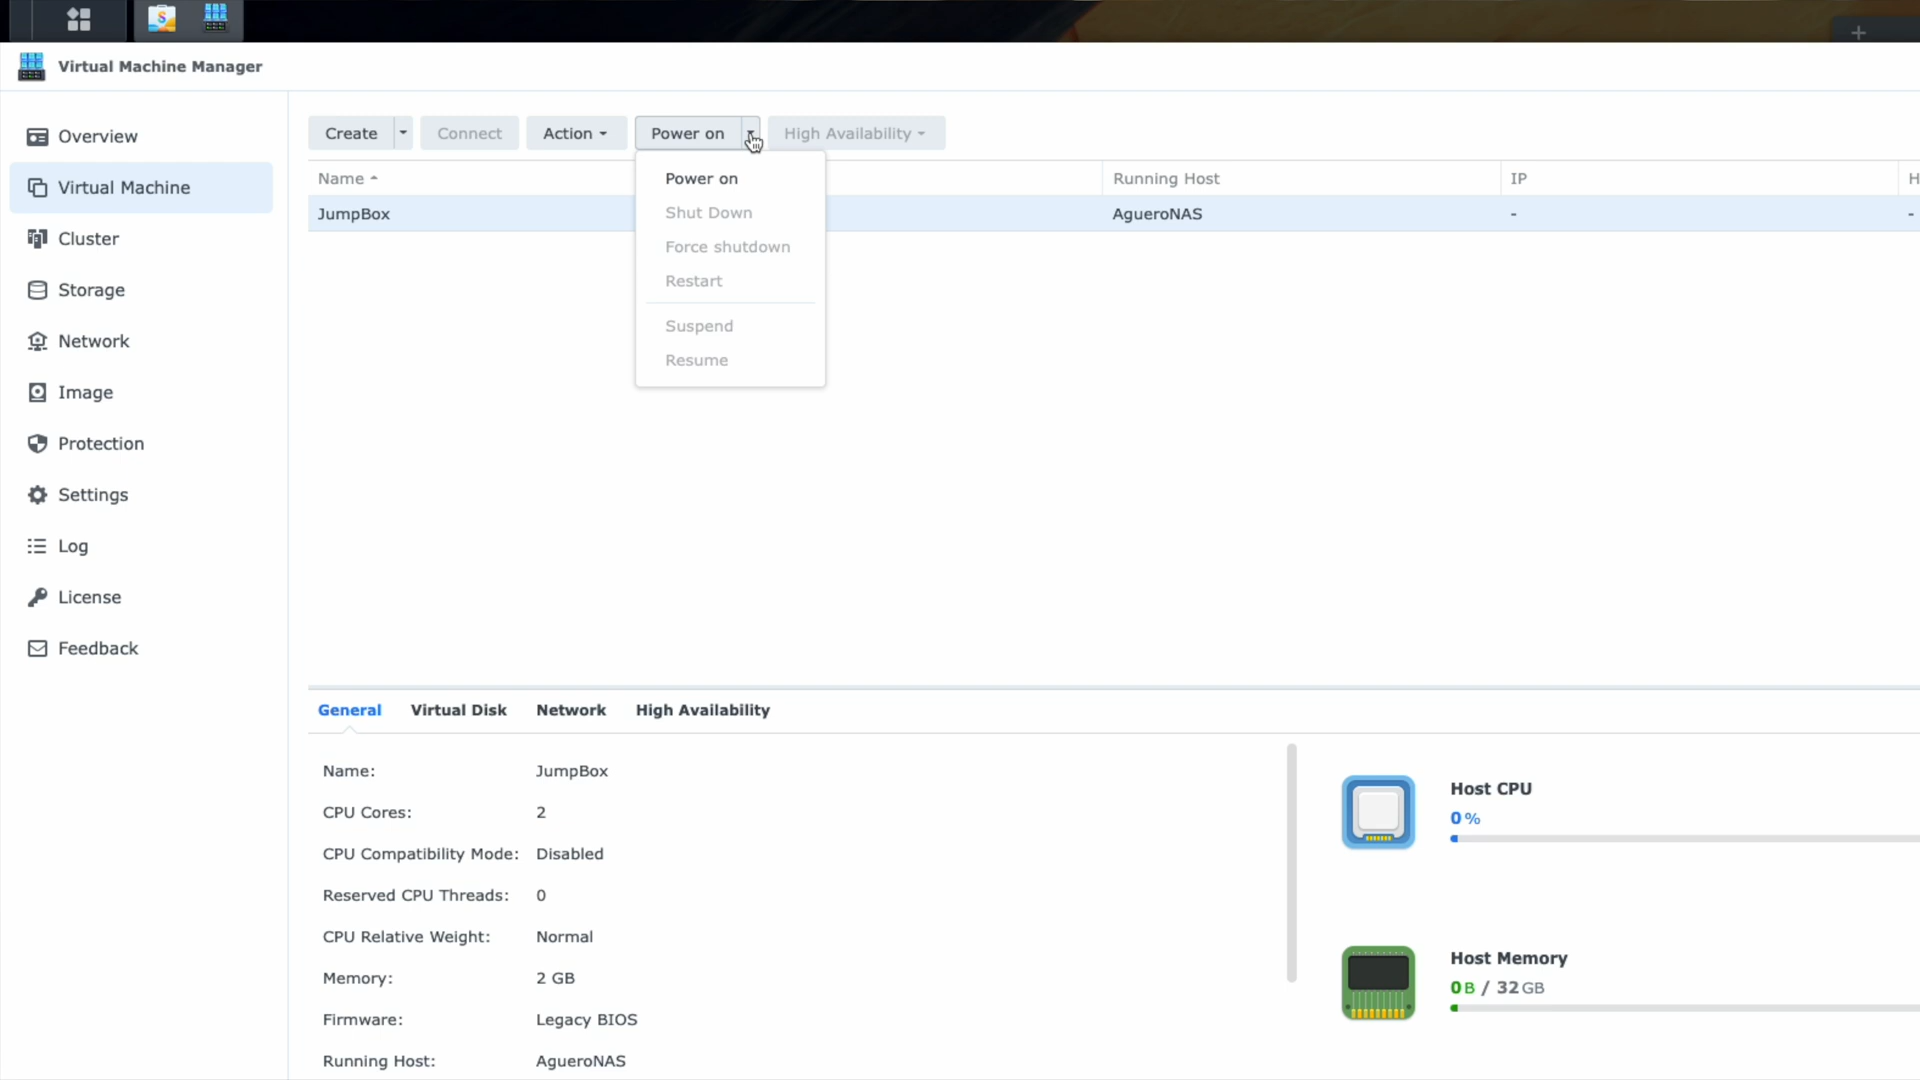 Virtual Machine Manager
Overview
Virtual Machine
Cluster
Storage
Network
Image
Protection
Settings
Log
License
Feedback
Create Connect Action Power on High Availability
Name Running Host IP H
JumpBox AgueroNAS - -
Power on
Shut Down
Force shutdown
Restart
Suspend
Resume
General Virtual Disk Network High Availability
Name: JumpBox
CPU Cores: 2
CPU Compatibility Mode: Disabled
Reserved CPU Threads: 0
CPU Relative Weight: Normal
Memory: 2 GB
Firmware: Legacy BIOS
Running Host: AgueroNAS
Host CPU
0 %
Host Memory
0 B / 32 GB